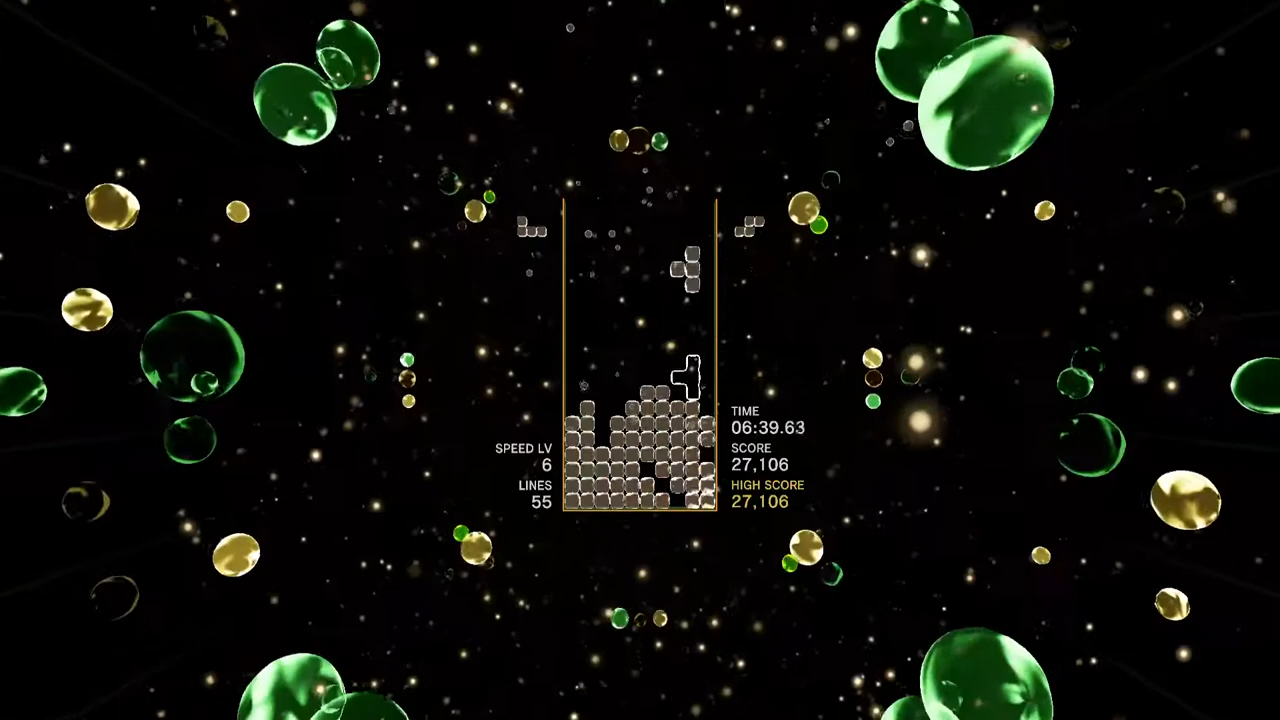 TIME
06:39.63
SPEED LV
6
SCORE
27,106
LINES
55
HIGH SCORE
27,106